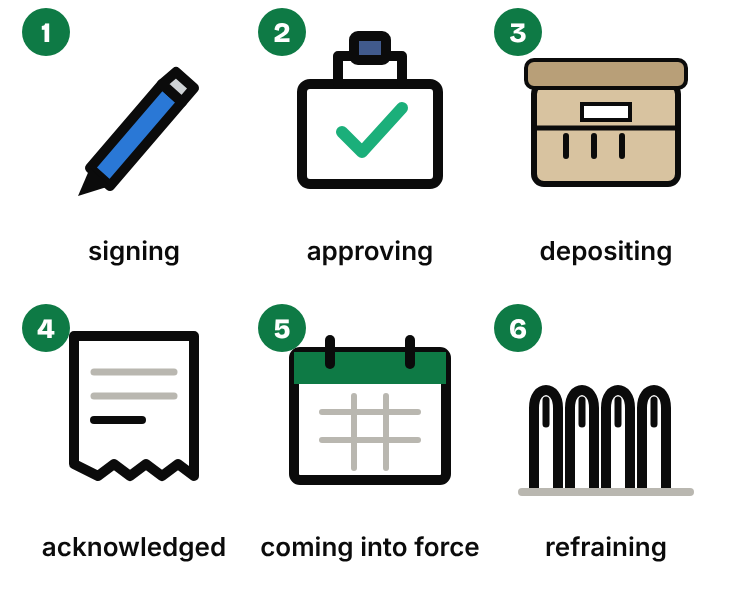 1
2
3
signing
approving
depositing
4
5
6
acknowledged
coming into force
refraining